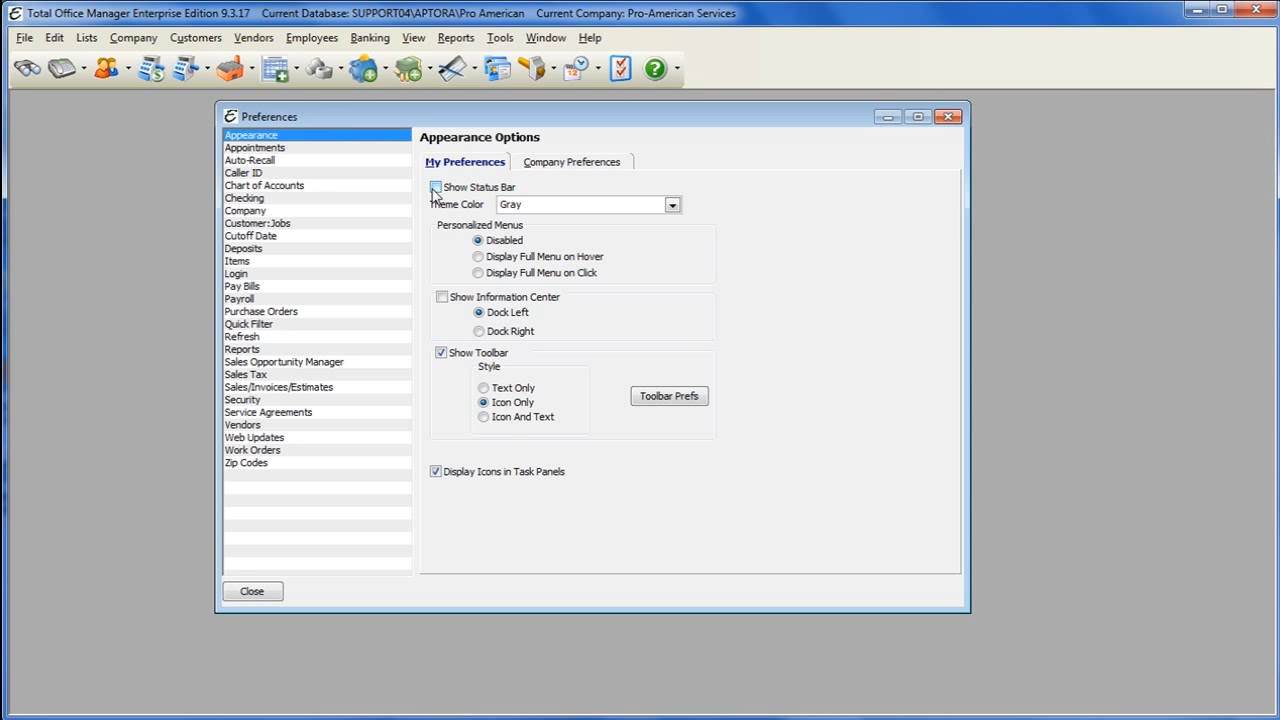 Total Office Manager Enterprise Edition 9.3.17 Current Database: SUPPORT04\APTORA\Pro American Current Company: Pro-American Services
File Edit Lists Company Customers Vendors Employees Banking View Reports Tools Window Help
Preferences
Appearance
Appointments
Auto-Recall
Caller ID
Chart of Accounts
Checking
Company
Customer:Jobs
Cutoff Date
Deposits
Items
Login
Pay Bills
Payroll
Purchase Orders
Quick Filter
Refresh
Reports
Sales Opportunity Manager
Sales Tax
Sales/Invoices/Estimates
Security
Service Agreements
Vendors
Web Updates
Work Orders
Zip Codes
Close
Appearance Options
My Preferences Company Preferences
Show Status Bar
Theme Color Gray
Personalized Menus
Disabled
Display Full Menu on Hover
Display Full Menu on Click
Show Information Center
Dock Left
Dock Right
Show Toolbar
Style
Text Only
Icon Only
Icon And Text
Toolbar Prefs
Display Icons in Task Panels